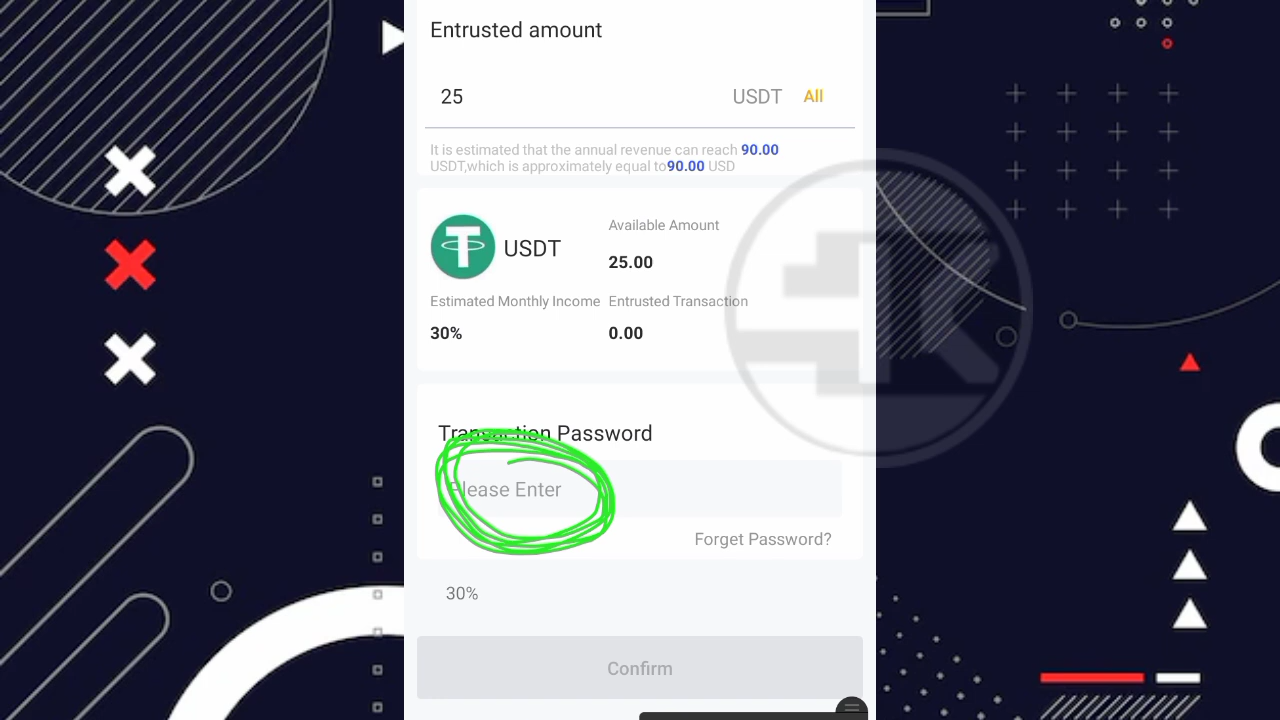 Entrusted amount
25 USDT All
It is estimated that the annual revenue can reach 90.00
USDT,which is approximately equal to90.00 USD
USDT
Available Amount
25.00
Estimated Monthly Income Entrusted Transaction
30% 0.00
Transaction Password
Please Enter
Forget Password?
30%
Confirm